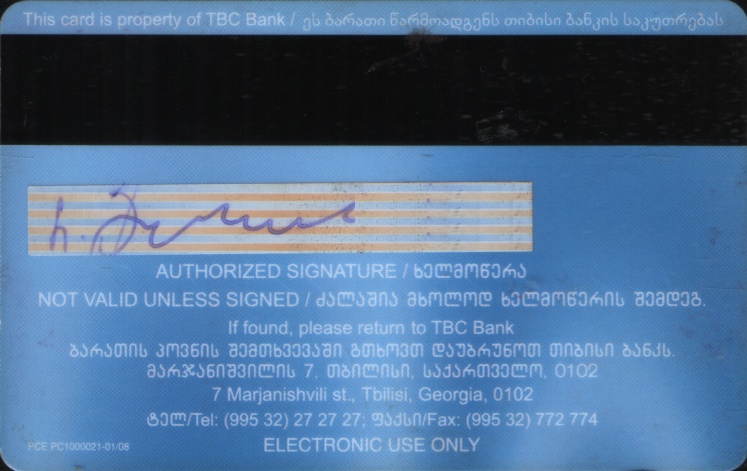 This card is property of TBC Bank / ეს ბარათი წარმოადგენს თიბისი ბანკის საკუთრებას
AUTHORIZED SIGNATURE / ხელმოწერა
NOT VALID UNLESS SIGNED / ძალაშია მხოლოდ ხელმოწერის შემდეგ.
If found, please return to TBC Bank
ბარათის პოვნის შემთხვევაში გთხოვთ დაუბრუნოთ თიბისი ბანკს.
მარჯანიშვილის 7, თბილისი, საქართველო, 0102
7 Marjanishvili st., Tbilisi, Georgia, 0102
ტელ/Tel: (995 32) 27 27 27; ფაქსი/Fax: (995 32) 772 774
PCE PC1000021-01/08
ELECTRONIC USE ONLY